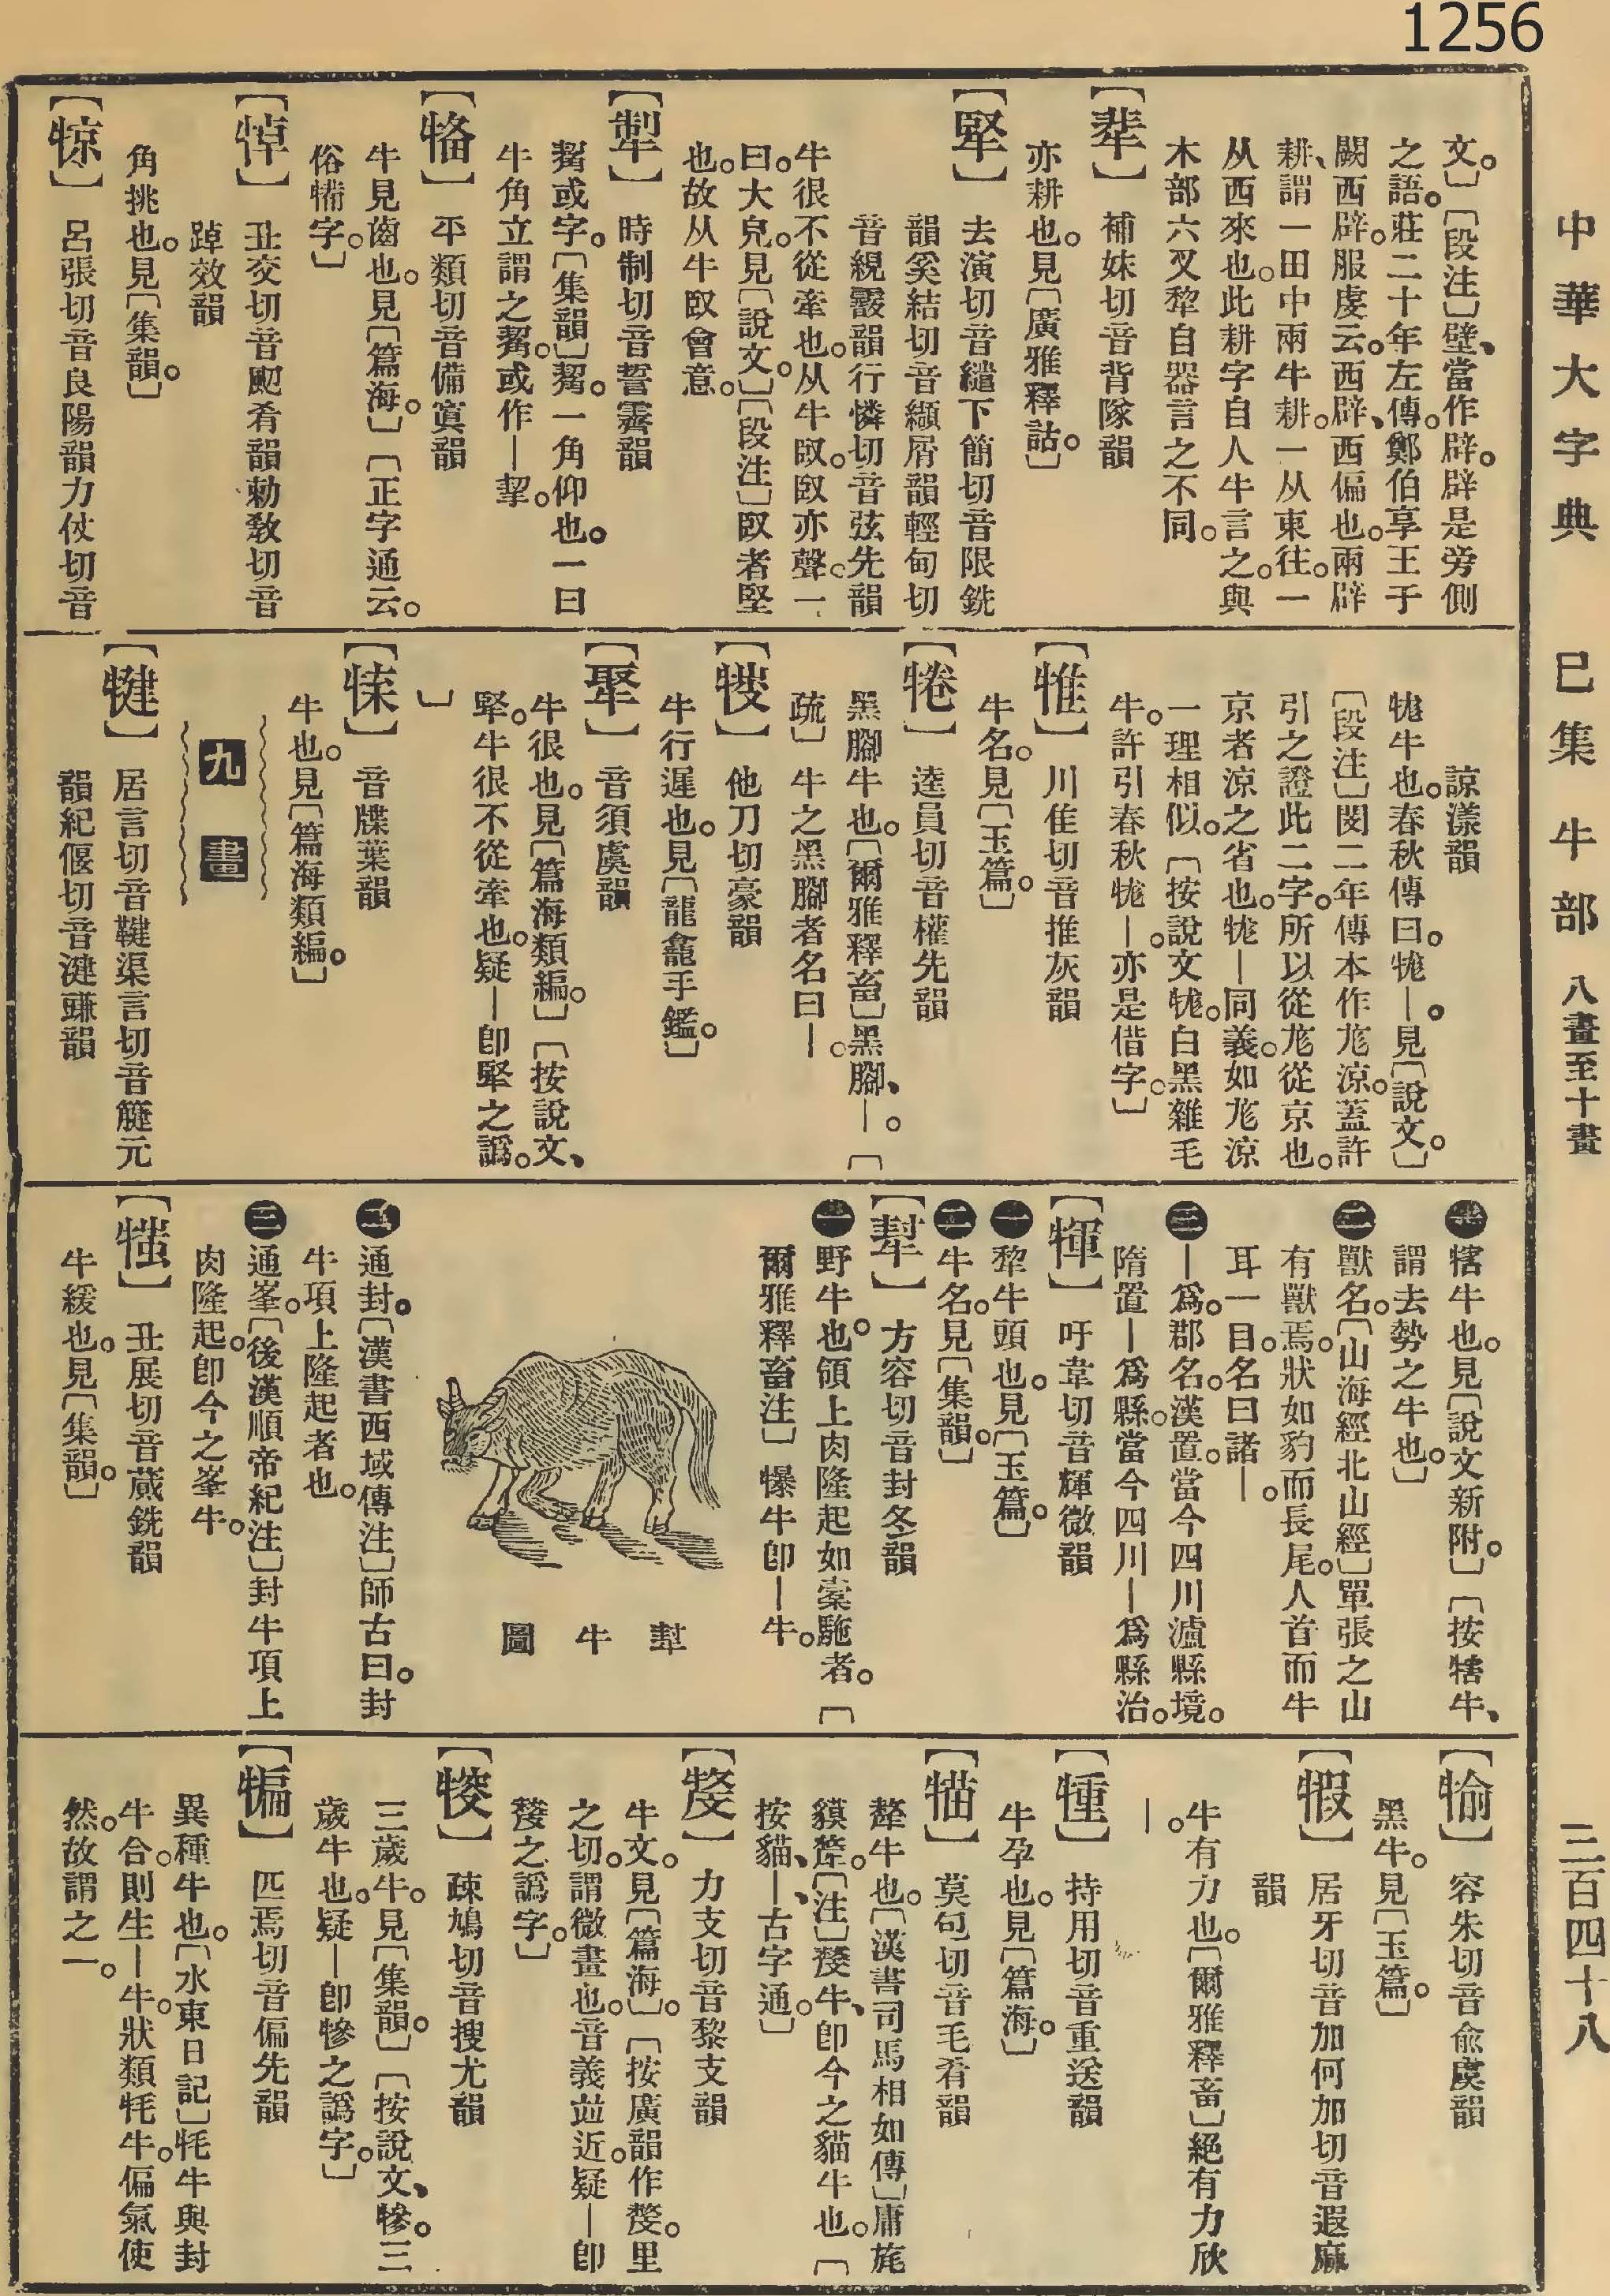 1256
中華大字典 巳集 牛部 八畫至十畫 三百四十八
文。〕〔段注〕壁、當作辟。辟是旁側
之語。莊二十年左傳。鄭伯享王于
闕西辟。服虔云。西辟、西偏也。兩辟
耕、謂一田中兩牛耕。一从東往。一
从西來也。此耕字自人牛言之。與
木部六叉犂自器言之不同。
【輩】 補妹切音背隊韻
亦耕也。見〔廣雅釋詁。〕
【堅】 去演切音繾下簡切音限銑
韻奚結切音纈屑韻輕甸切
音䋎霰韻行憐切音弦先韻
牛很不從牽也。从牛臤。臤亦聲。一
曰。大皃。見〔說文。〕〔段注〕臤者堅
也。故从牛臤會意。
【犁】 時制切音誓霽韻
觢或字。〔集韻〕觢。一角仰也。一曰
牛角立謂之觢。或作｜挈。
【𤙛】 平類切音備寘韻
牛見齒也。見〔篇海。〕〔正字通云。
俗犕字。〕
【㹿】 丑交切音䫿肴韻勅敎切音
踔效韻
角挑也。見〔集韻。〕
【㹁】 呂張切音良陽韻力仗切音
諒漾韻
牻牛也。春秋傳曰。牻｜。見〔說文。〕
〔段注〕閔二年傳本作尨涼。蓋許
引之證此二字。所以從尨從京也。
京者涼之省也。牻｜同義。如尨涼
一理相似。〔按說文牻。白黑雜毛
牛。許引春秋牻｜。亦是借字。〕
【㹯】 川隹切音推灰韻
牛名。見〔玉篇。〕
【犈】 逵員切音權先韻
黑腳牛也。〔爾雅釋畜〕黑腳、｜。〔
疏〕牛之黑腳者名曰｜。
【𤚐】 他刀切豪韻
牛行遲也。見〔龍龕手鑑。〕
【𤚗】 音須虞韻
牛很也。見〔篇海類編。〕〔按說文、
堅。牛很不從牽也。疑｜卽堅之譌。
〕
【𤚊】 音牒葉韻
牛也。見〔篇海類編。〕
九畫
【犍】 居言切音鞬渠言切音䈰元
韻紀偃切音湕𧽊韻
㊀ 犗牛也。見〔說文新附。〕〔按犗牛、
謂去勢之牛也。〕
㊁ 獸名。〔山海經北山經〕單張之山
有獸焉。狀如豹而長尾。人首而牛
耳一目。名曰諸｜。
㊂ ｜爲。郡名。漢置。當今四川瀘縣境。
隋置｜爲縣。當今四川｜爲縣治。
【㹆】 吁韋切音輝微韻
㊀ 犂牛頭也。見〔玉篇。〕
㊁ 牛名。見〔集韻。〕
【犎】 方容切音封冬韻
㊀ 野牛也。領上肉隆起如橐駞者。〔
爾雅釋畜注〕犦牛卽｜牛。
犎牛圖
㊁ 通封。〔漢書西域傳注〕師古曰。封
牛項上隆起者也。
㊂ 通峯。〔後漢順帝紀注〕封牛項上
肉隆起。卽今之峯牛。
【㹐】 丑展切音蕆銑韻
牛緩也。見〔集韻。〕
【㼶】 容朱切音俞虞韻
黑牛。見〔玉篇。〕
【犌】 居牙切音加何加切音遐麻
韻
牛有力也。〔爾雅釋畜〕絕有力欣
｜。
【㹑】 持用切音重送韻
牛孕也。見〔篇海。〕
【㹈】 莫包切音毛肴韻
犛牛也。〔漢書司馬相如傳〕庸旄
貘犛。〔注〕犛牛、卽今之貓牛也。〔
按貓、｜、古字通。〕
【㹓】 力支切音黎支韻
牛文。見〔篇海〕。〔按廣韻作犛。里
之切。謂微畫也。音義竝近。疑｜卽
犛之譌字。〕
【㹎】 疎鳩切音搜尤韻
三歲牛。見〔集韻。〕〔按說文、犙。三
歲牛也。疑｜卽犙之譌字。〕
【犏】 匹焉切音偏先韻
異種牛也。〔水東日記〕牦牛與封
牛合。則生｜牛。狀類牦牛。偏氣使
然。故謂之一。